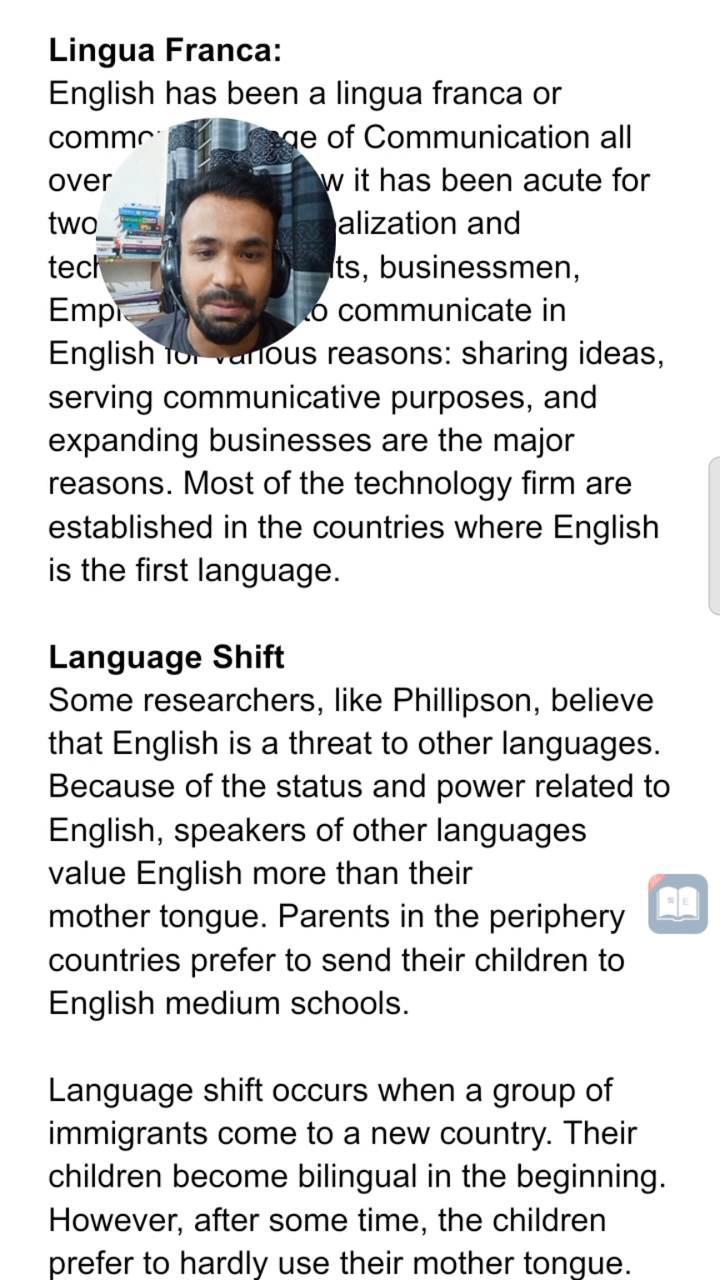 Lingua Franca:
English has been a lingua franca or
ge of Communication all
over w it has been acute for
two alization and
ts, businessmen,
to communicate in
English for various reasons: sharing ideas,
serving communicative purposes, and
expanding businesses are the major
reasons. Most of the technology firm are
established in the countries where English
is the first language.
Language Shift
Some researchers, like Phillipson, believe
that English is a threat to other languages.
Because of the status and power related to
English, speakers of other languages
value English more than their
mother tongue. Parents in the periphery
countries prefer to send their children to
English medium schools.
Language shift occurs when a group of
immigrants come to a new country. Their
children become bilingual in the beginning.
However, after some time, the children
prefer to hardly use their mother tongue.